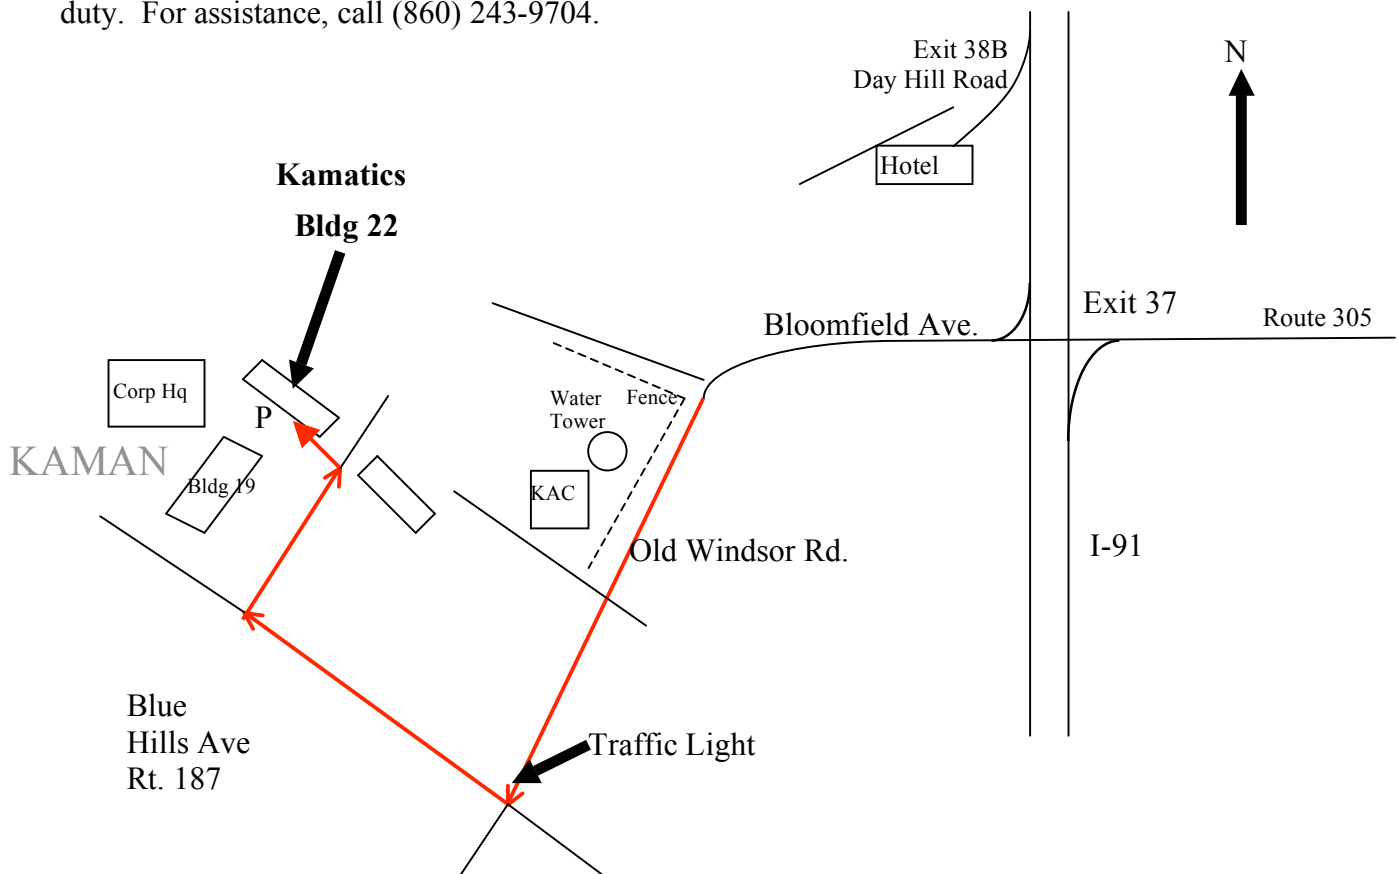 duty.  For assistance, call (860) 243-9704.
Exit 38B
Day Hill Road
N
Hotel
Kamatics
Bldg 22
Exit 37
Route 305
Bloomfield Ave.
Corp Hq
Water
Tower
Fence
P
KAMAN
Bldg 19
KAC
Old Windsor Rd.
I-91
Blue
Hills Ave
Rt. 187
Traffic Light